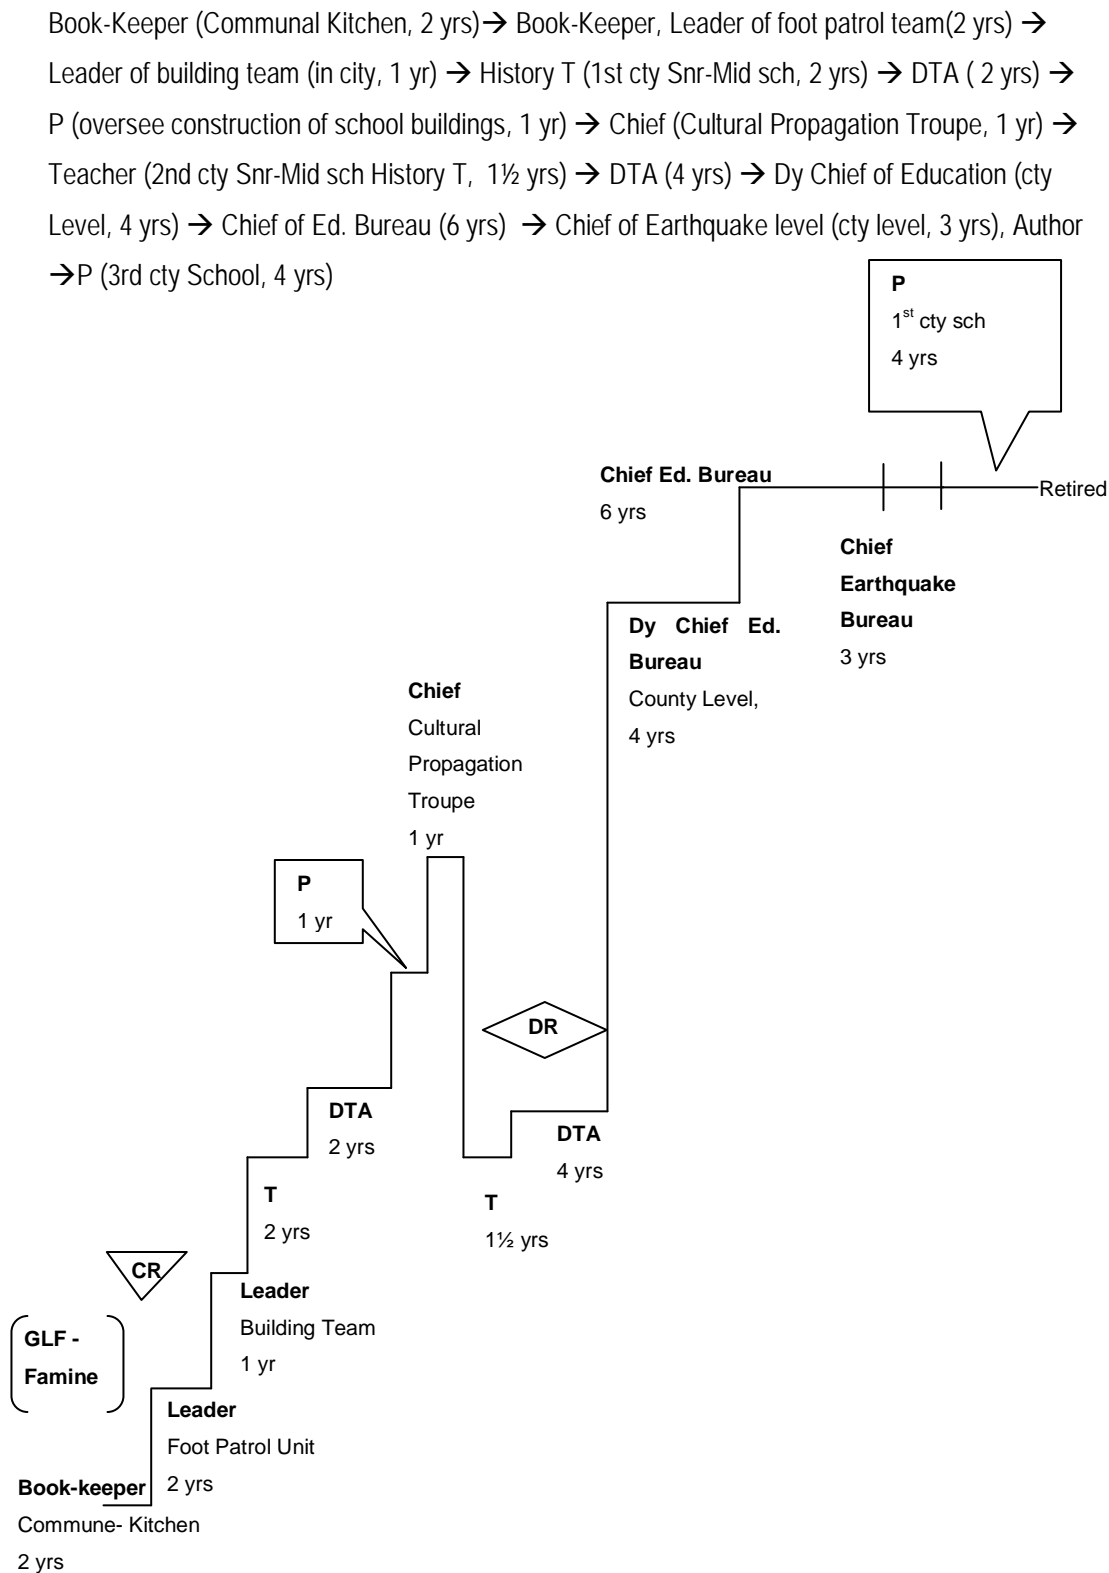 Book-Keeper (Communal Kitchen, 2 yrs)→ Book-Keeper, Leader of foot patrol team(2 yrs) →
Leader of building team (in city, 1 yr) → History T (1st cty Snr-Mid sch, 2 yrs) → DTA ( 2 yrs) →
P (oversee construction of school buildings, 1 yr) → Chief (Cultural Propagation Troupe, 1 yr) →
Teacher (2nd cty Snr-Mid sch History T, 1½ yrs) → DTA (4 yrs) → Dy Chief of Education (cty
Level, 4 yrs) → Chief of Ed. Bureau (6 yrs) → Chief of Earthquake level (cty level, 3 yrs), Author
→P (3rd cty School, 4 yrs)
P
1st cty sch
4 yrs
Chief Ed. Bureau
6 yrs
Retired
Chief
Earthquake
Bureau
3 yrs
Dy Chief Ed.
Bureau
County Level,
4 yrs
Chief
Cultural
Propagation
Troupe
1 yr
P
1 yr
DR
DTA
2 yrs
DTA
4 yrs
T
2 yrs
T
1½ yrs
CR
Leader
Building Team
1 yr
GLF -
Famine
Leader
Foot Patrol Unit
2 yrs
Book-keeper
Commune- Kitchen
2 yrs